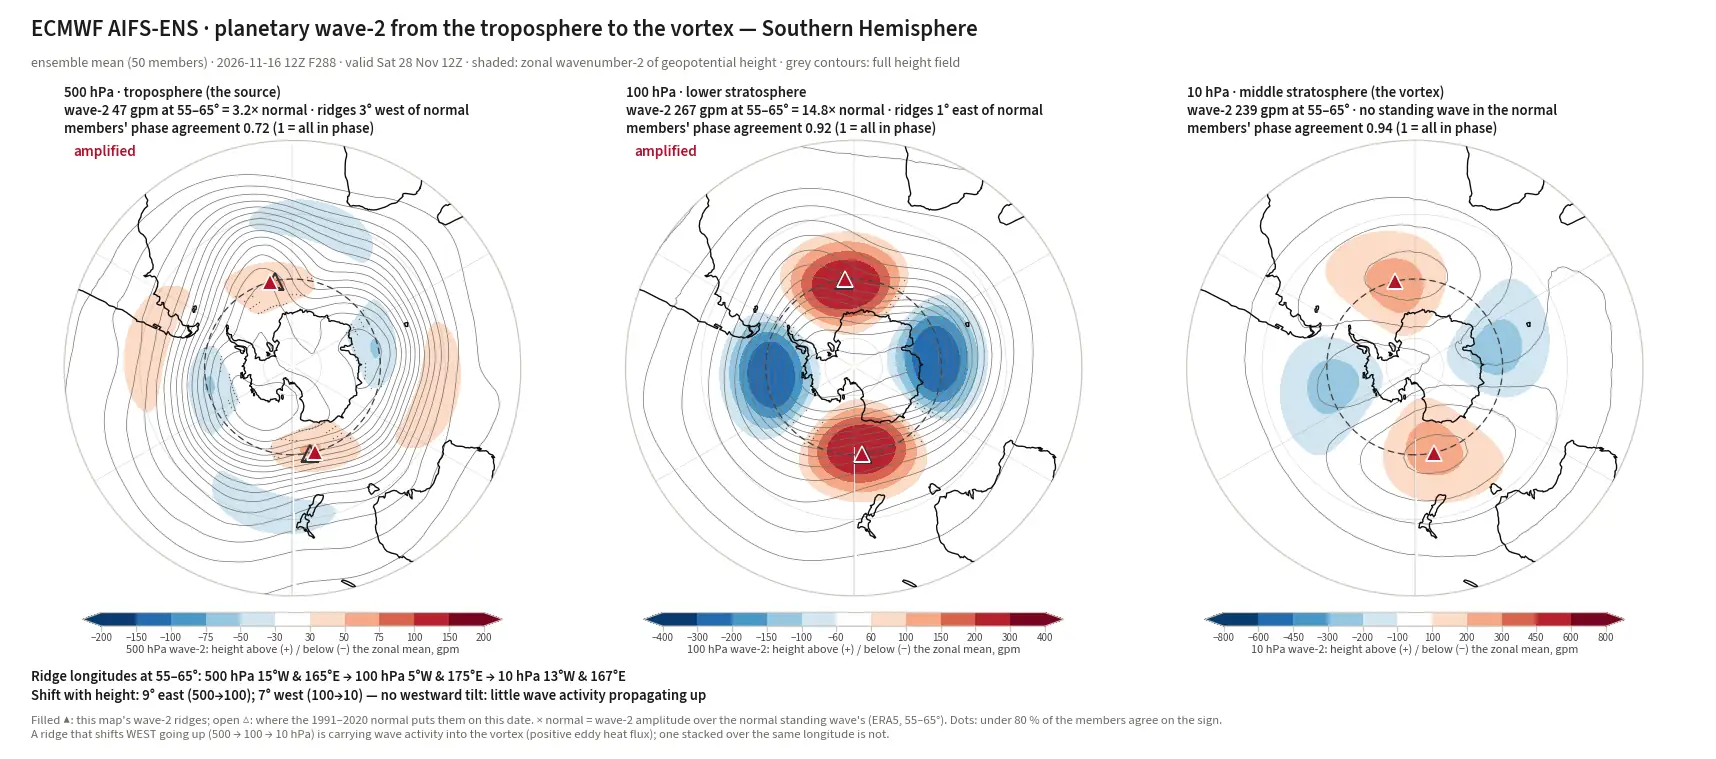 ECMWF AIFS-ENS · planetary wave-2 from the troposphere to the vortex — Southern Hemisphere
ensemble mean (50 members) · 2026-11-16 12Z F288 · valid Sat 28 Nov 12Z · shaded: zonal wavenumber-2 of geopotential height · grey contours: full height field
500 hPa · troposphere (the source)
wave-2 47 gpm at 55–65° = 3.2× normal · ridges 3° west of normal
members' phase agreement 0.72 (1 = all in phase)
amplified
100 hPa · lower stratosphere
wave-2 267 gpm at 55–65° = 14.8× normal · ridges 1° east of normal
members' phase agreement 0.92 (1 = all in phase)
amplified
10 hPa · middle stratosphere (the vortex)
wave-2 239 gpm at 55–65° · no standing wave in the normal
members' phase agreement 0.94 (1 = all in phase)
−200 −150 −100 −75 −50 −30 30 50 75 100 150 200
500 hPa wave-2: height above (+) / below (−) the zonal mean, gpm
−400 −300 −200 −150 −100 −60 60 100 150 200 300 400
100 hPa wave-2: height above (+) / below (−) the zonal mean, gpm
−800 −600 −450 −300 −200 −100 100 200 300 450 600 800
10 hPa wave-2: height above (+) / below (−) the zonal mean, gpm
Ridge longitudes at 55–65°: 500 hPa 15°W & 165°E → 100 hPa 5°W & 175°E → 10 hPa 13°W & 167°E
Shift with height: 9° east (500→100); 7° west (100→10) — no westward tilt: little wave activity propagating up
Filled ▲: this map's wave-2 ridges; open △: where the 1991–2020 normal puts them on this date. × normal = wave-2 amplitude over the normal standing wave's (ERA5, 55–65°). Dots: under 80 % of the members agree on the sign.
A ridge that shifts WEST going up (500 → 100 → 10 hPa) is carrying wave activity into the vortex (positive eddy heat flux); one stacked over the same longitude is not.